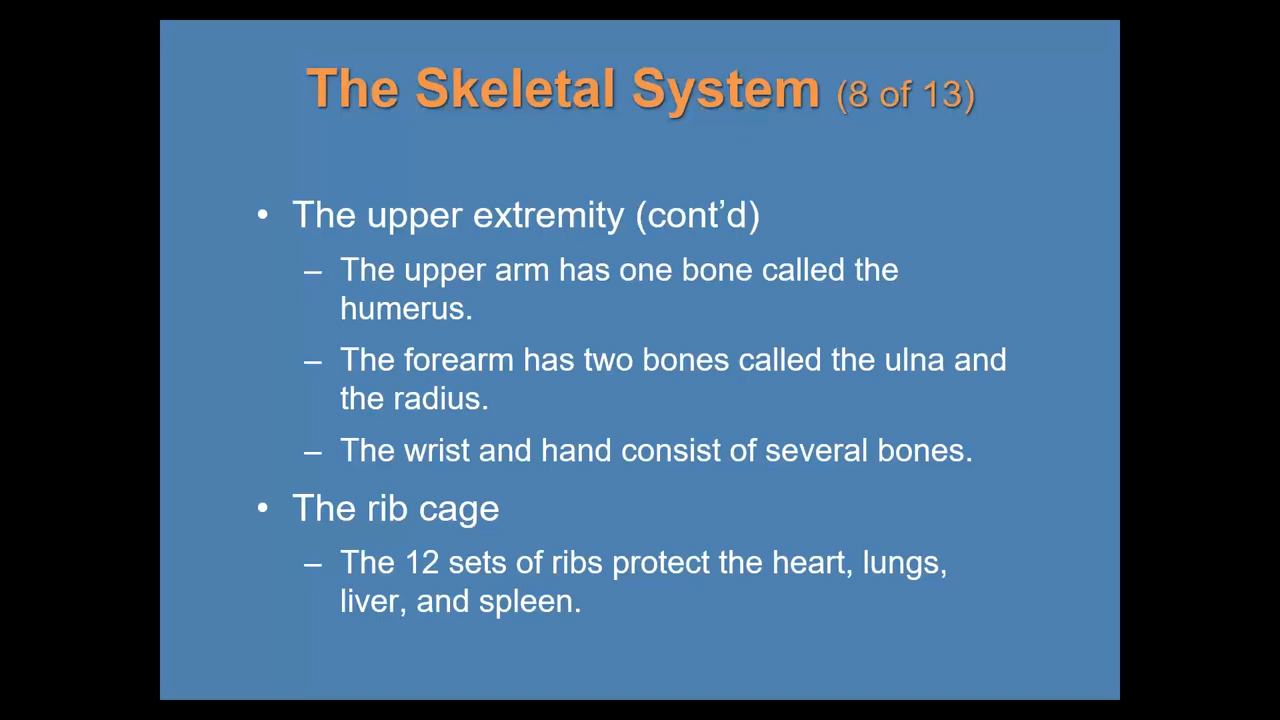 The Skeletal System (8 of 13)
• The upper extremity (cont’d)
– The upper arm has one bone called the
humerus.
– The forearm has two bones called the ulna and
the radius.
– The wrist and hand consist of several bones.
• The rib cage
– The 12 sets of ribs protect the heart, lungs,
liver, and spleen.